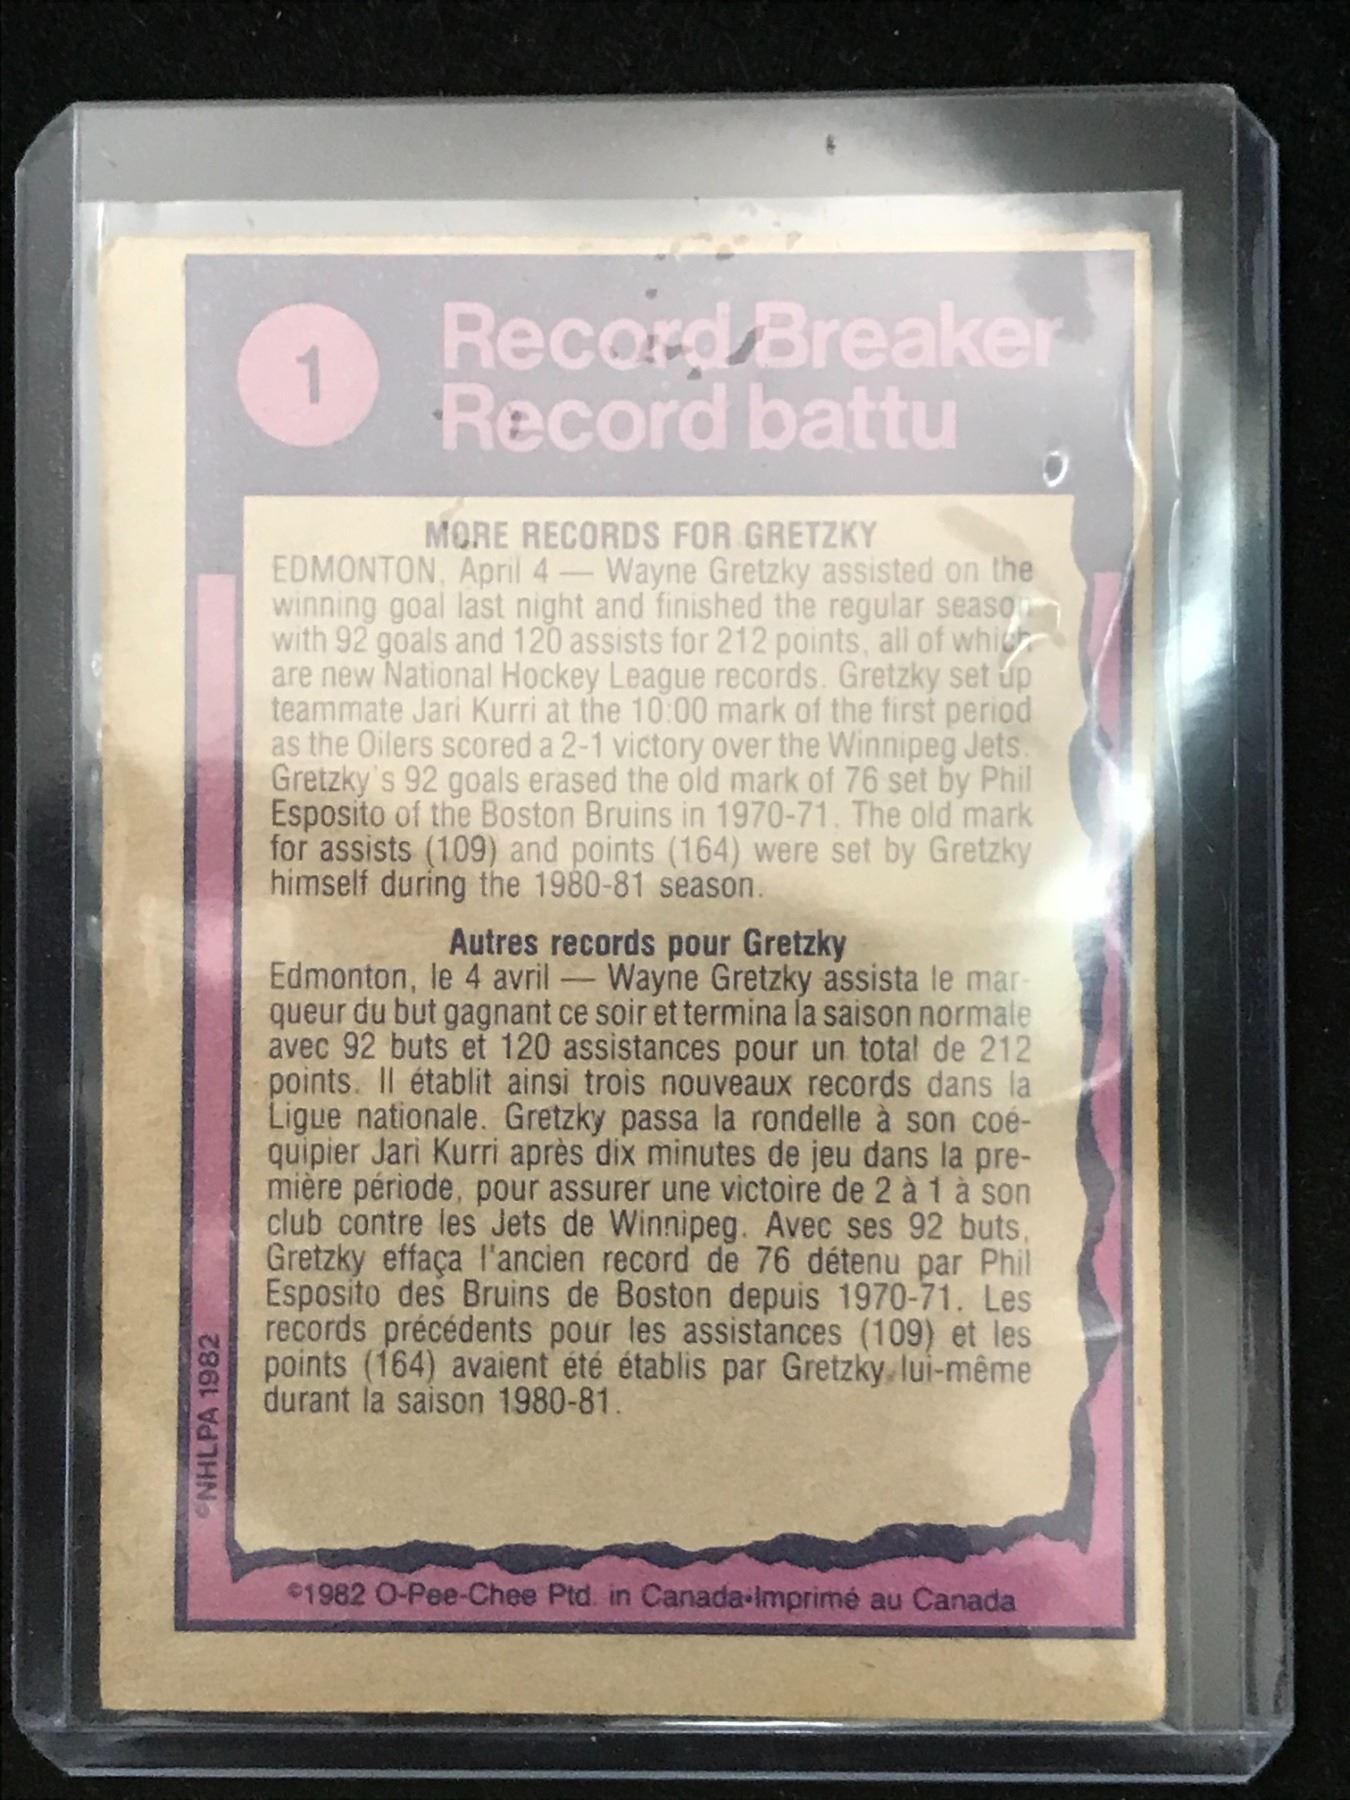 1
Record Breaker
Record battu
MORE RECORDS FOR GRETZKY
EDMONTON, April 4 — Wayne Gretzky assisted on the
winning goal last night and finished the regular season
with 92 goals and 120 assists for 212 points, all of which
are new National Hockey League records. Gretzky set up
teammate Jari Kurri at the 10:00 mark of the first period
as the Oilers scored a 2-1 victory over the Winnipeg Jets.
Gretzky's 92 goals erased the old mark of 76 set by Phil
Esposito of the Boston Bruins in 1970-71. The old mark
for assists (109) and points (164) were set by Gretzky
himself during the 1980-81 season.
Autres records pour Gretzky
Edmonton, le 4 avril — Wayne Gretzky assista le mar-
queur du but gagnant ce soir et termina la saison normale
avec 92 buts et 120 assistances pour un total de 212
points. Il établit ainsi trois nouveaux records dans la
Ligue nationale. Gretzky passa la rondelle à son coé-
quipier Jari Kurri après dix minutes de jeu dans la pre-
mière période, pour assurer une victoire de 2 à 1 à son
club contre les Jets de Winnipeg. Avec ses 92 buts,
Gretzky effaça l'ancien record de 76 détenu par Phil
Esposito des Bruins de Boston depuis 1970-71. Les
records précédents pour les assistances (109) et les
points (164) avaient été établis par Gretzky lui-même
durant la saison 1980-81.
©NHLPA 1982
©1982 O-Pee-Chee Ptd. in Canada•Imprimé au Canada